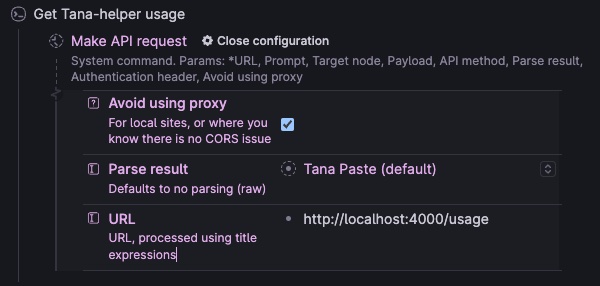 Get Tana-helper usage
Make API request Close configuration
System command. Params: *URL, Prompt, Target node, Payload, API method, Parse result,
Authentication header, Avoid using proxy
Avoid using proxy
For local sites, or where you
know there is no CORS issue
Parse result Tana Paste (default)
Defaults to no parsing (raw)
URL http://localhost:4000/usage
URL, processed using title
expressions